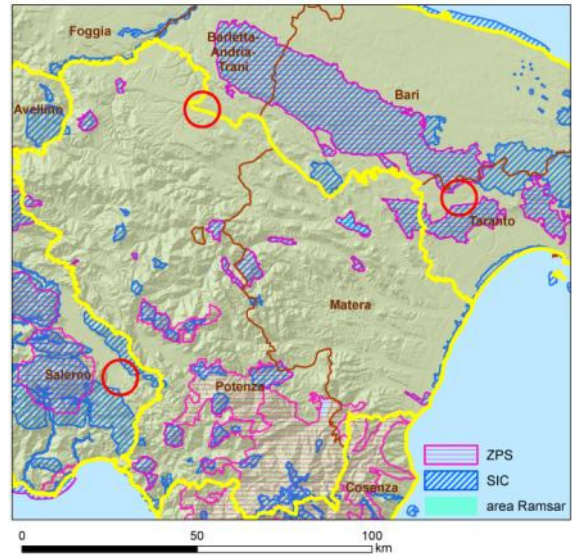 Foggia
Barletta-
Andria-
Trani
Bari
Avellino
Taranto
Matera
Salerno
Potenza
Cosenza
ZPS
SIC
area Ramsar
0 50 100
km